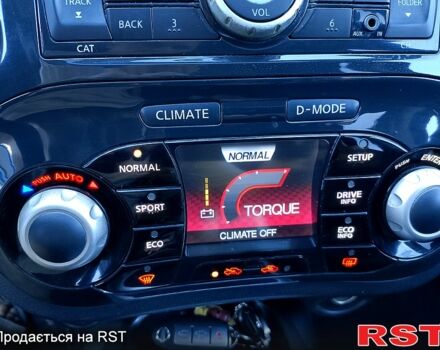 TRACK
CAT
BACK 3
VOL
6
AUX IN
FOLDER
CLIMATE
D-MODE
NORMAL
SPORT
ECO
PUSH AUTO
NORMAL
TORQUE
CLIMATE OFF
SETUP
DRIVE INFO
ECO INFO
PUSH ENTER
Продається на RST
RST